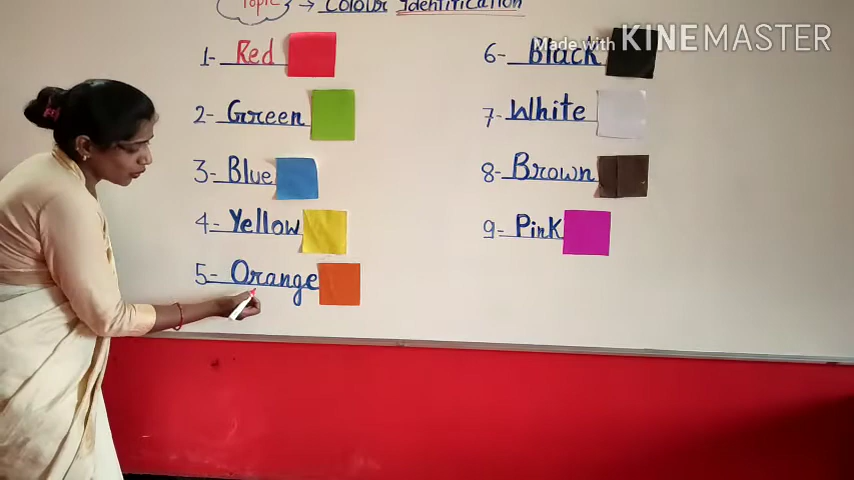 Topic → Colour Identification
1- Red
2- Green
3- Blue
4- Yellow
5- Orange
6- Black
7- White
8- Brown
9- Pink
Made with KINEMASTER